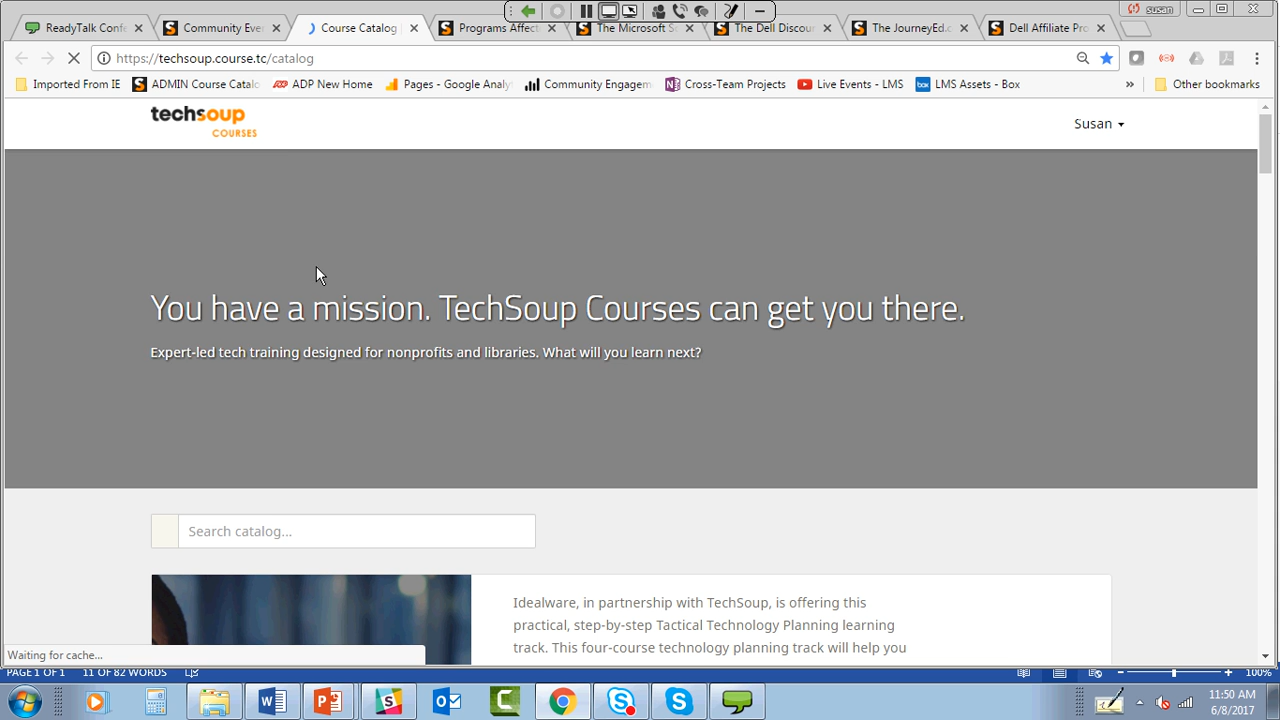 susan
ReadyTalk Conf
Community Eve
Course Catalog
Programs Affect
The Microsoft So
The Dell Discou
The JourneyEd.c
Dell Affiliate Pro
https://techsoup.course.tc/catalog
Imported From IE
ADMIN Course Catalo
ADP New Home
Pages - Google Analy
Community Engagem
Cross-Team Projects
Live Events - LMS
LMS Assets - Box
»
Other bookmarks
techsoup
COURSES
Susan
You have a mission. TechSoup Courses can get you there.
Expert-led tech training designed for nonprofits and libraries. What will you learn next?
Search catalog...
Idealware, in partnership with TechSoup, is offering this
practical, step-by-step Tactical Technology Planning learning
track. This four-course technology planning track will help you
Waiting for cache...
PAGE 1 OF 1 11 OF 82 WORDS
100%
11:50 AM
6/8/2017